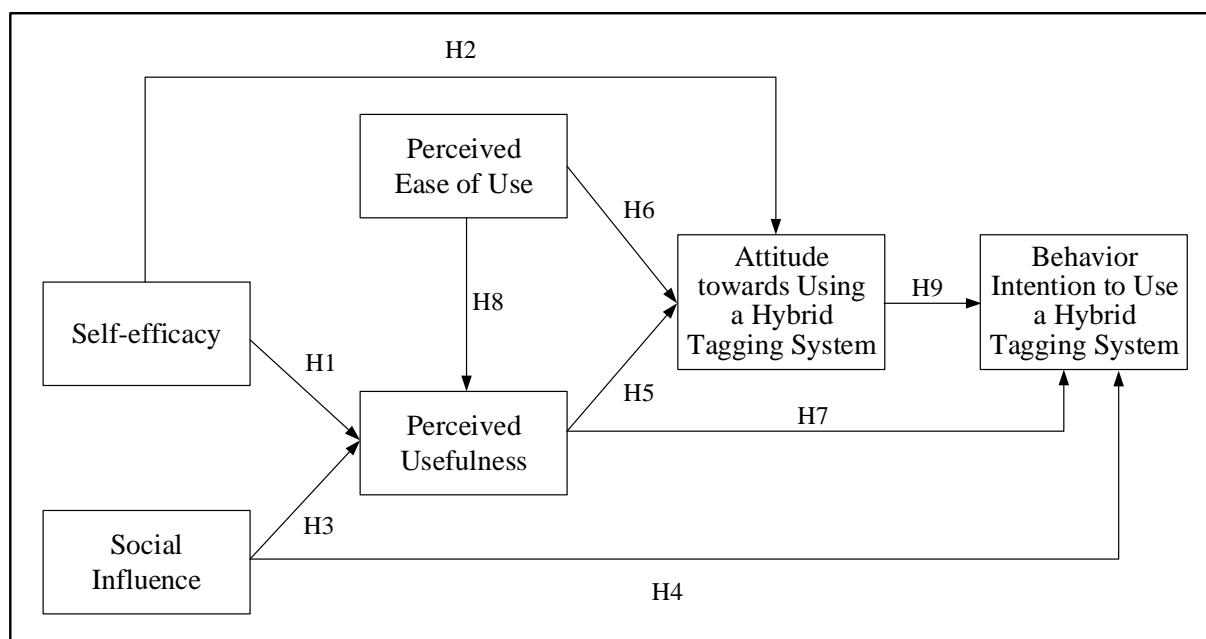 H2
Perceived
Ease of Use
H6
Attitude
towards Using
a Hybrid
Tagging System
H9
Behavior
Intention to Use
a Hybrid
Tagging System
H8
Self-efficacy
H1
H5
Perceived
Usefulness
H7
H3
Social
Influence
H4